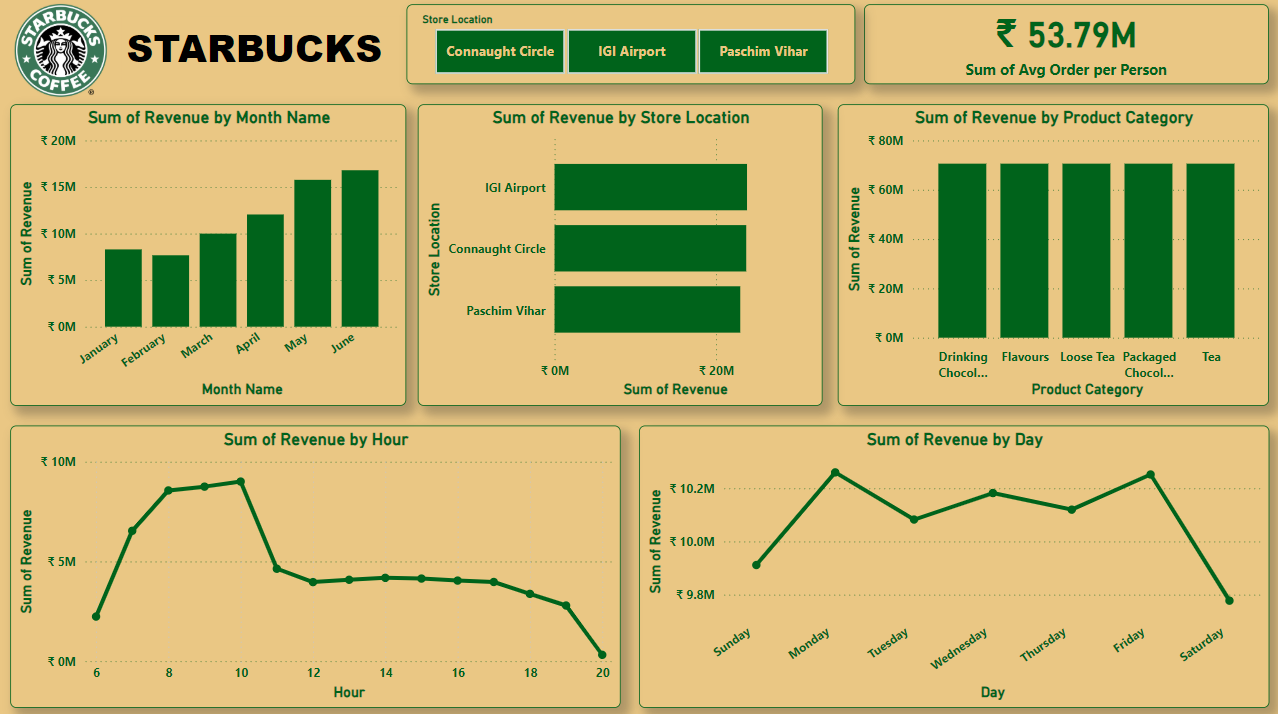 STARBUCKS
COFFEE
®
STARBUCKS
Store Location
Connaught Circle
IGI Airport
Paschim Vihar
₹ 53.79M
Sum of Avg Order per Person
Sum of Revenue by Month Name
Sum of Revenue
₹ 20M
₹ 15M
₹ 10M
₹ 5M
₹ 0M
January
February
March
April
May
June
Month Name
Sum of Revenue by Store Location
Store Location
IGI Airport
Connaught Circle
Paschim Vihar
₹ 0M
₹ 20M
Sum of Revenue
Sum of Revenue by Product Category
Sum of Revenue
₹ 80M
₹ 60M
₹ 40M
₹ 20M
₹ 0M
Drinking
Chocol...
Flavours
Loose Tea
Packaged
Chocol...
Tea
Product Category
Sum of Revenue by Hour
Sum of Revenue
₹ 10M
₹ 5M
₹ 0M
6
8
10
12
14
16
18
20
Hour
Sum of Revenue by Day
Sum of Revenue
₹ 10.2M
₹ 10.0M
₹ 9.8M
Sunday
Monday
Tuesday
Wednesday
Thursday
Friday
Saturday
Day